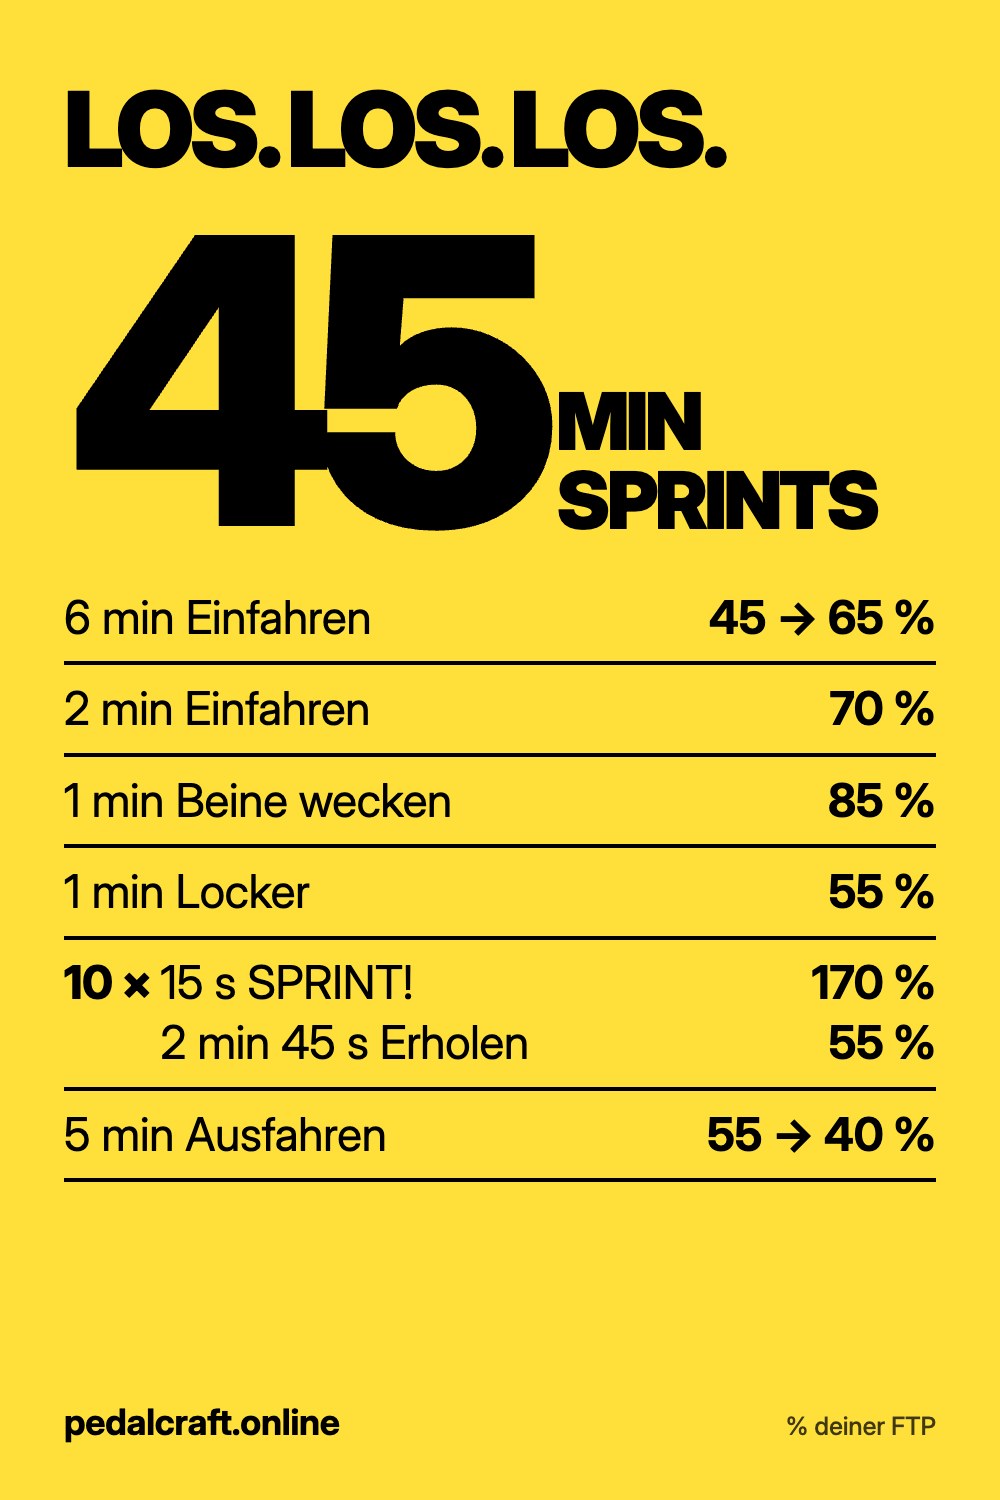 LOS. LOS. LOS.
45
MIN
SPRINTS
6 min Einfahren 45 → 65 %
2 min Einfahren 70 %
1 min Beine wecken 85 %
1 min Locker 55 %
10 × 15 s SPRINT! 170 %
2 min 45 s Erholen 55 %
5 min Ausfahren 55 → 40 %
pedalcraft.online % deiner FTP